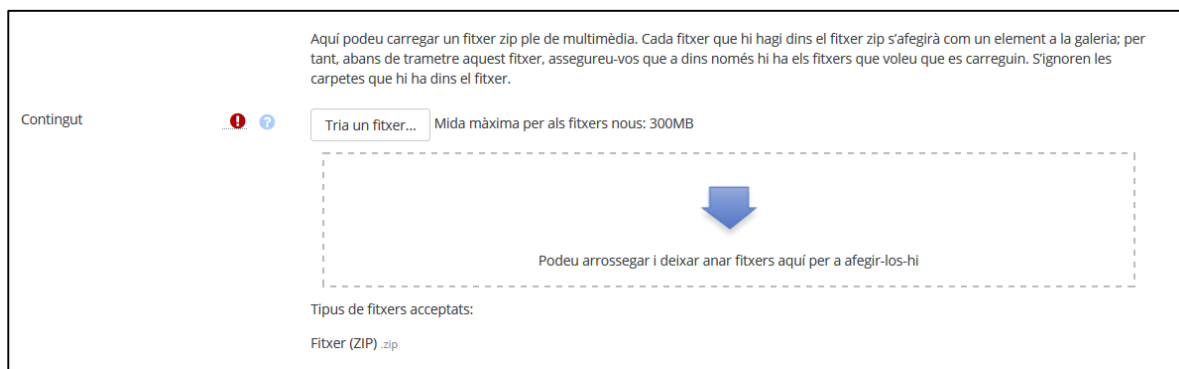 Aquí podeu carregar un fitxer zip ple de multimèdia. Cada fitxer que hi hagi dins el fitxer zip s’afegirà com un element a la galeria; per
tant, abans de trametre aquest fitxer, assegureu-vos que a dins només hi ha els fitxers que voleu que es carreguin. S’ignoren les
carpetes que hi ha dins el fitxer.
Contingut
Tria un fitxer... Mida màxima per als fitxers nous: 300MB
Podeu arrossegar i deixar anar fitxers aquí per a afegir-los-hi
Tipus de fitxers acceptats:
Fitxer (ZIP) .zip